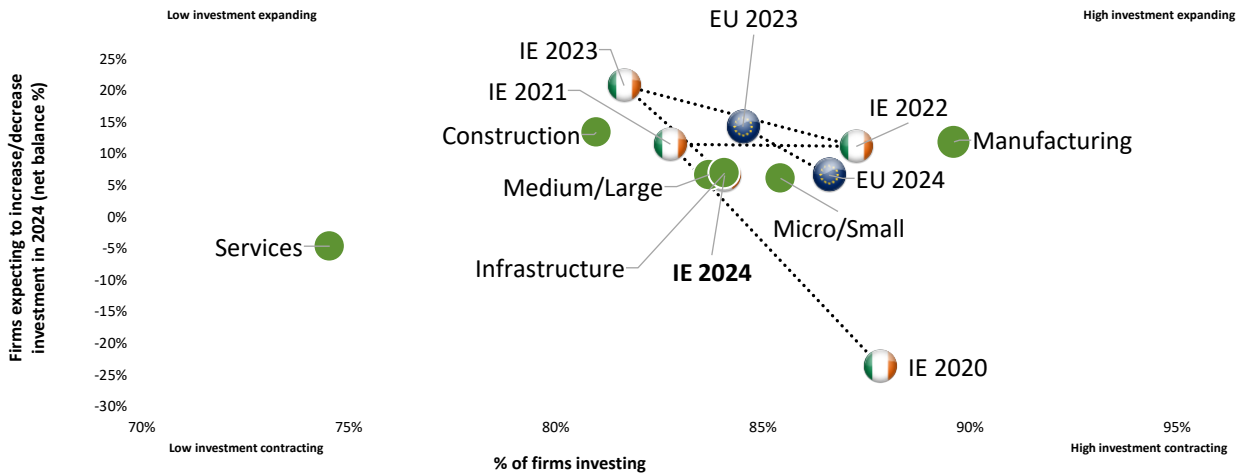 Low investment expanding
High investment expanding
EU 2023
IE 2023
IE 2021
IE 2022
Construction
Manufacturing
Medium/Large
EU 2024
Micro/Small
Services
Infrastructure
IE 2024
IE 2020
Firms expecting to increase/decrease
investment in 2024 (net balance %)
25%
20%
15%
10%
5%
0%
-5%
-10%
-15%
-20%
-25%
-30%
70%
75%
80%
85%
90%
95%
Low investment contracting
High investment contracting
% of firms investing